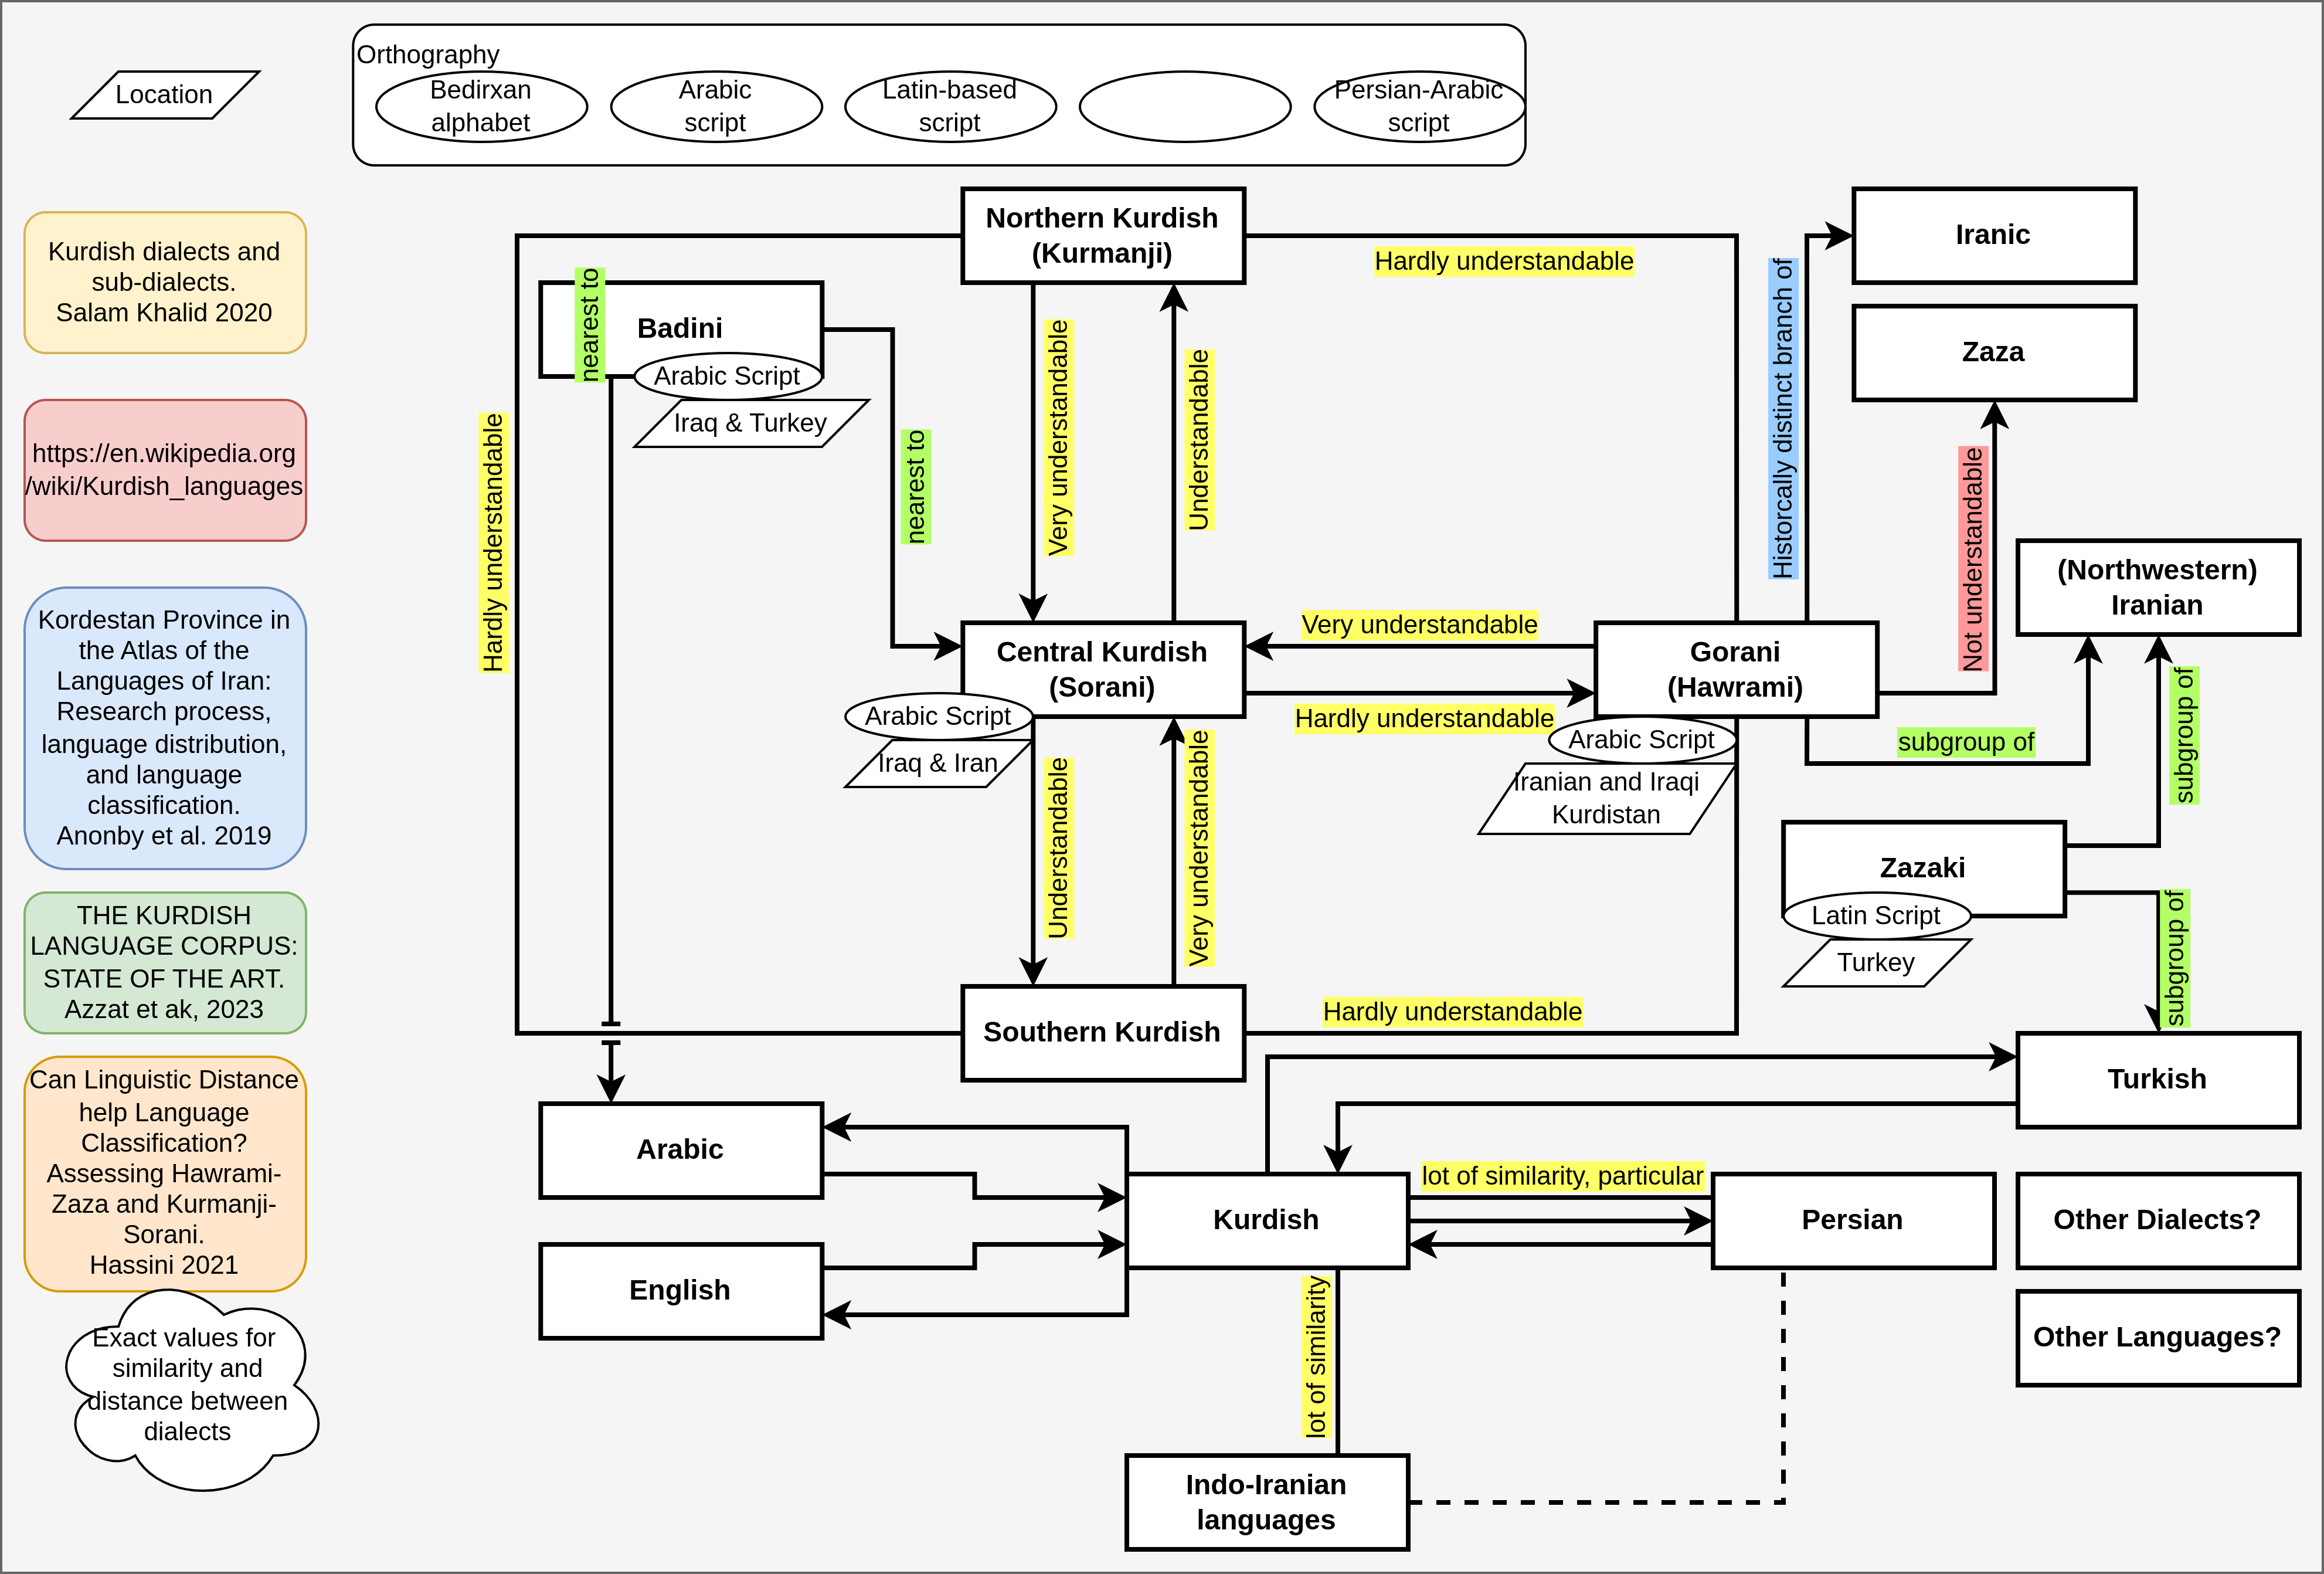 Location
Orthography
Bedirxan
alphabet
Arabic
script
Latin-based
script
Persian-Arabic
script
Kurdish dialects and
sub-dialects.
Salam Khalid 2020
https://en.wikipedia.org
/wiki/Kurdish_languages
Kordestan Province in
the Atlas of the
Languages of Iran:
Research process,
language distribution,
and language
classification.
Anonby et al. 2019
THE KURDISH
LANGUAGE CORPUS:
STATE OF THE ART.
Azzat et ak, 2023
Can Linguistic Distance
help Language
Classification?
Assessing Hawrami-
Zaza and Kurmanji-
Sorani.
Hassini 2021
Exact values for
similarity and
distance between
dialects
Northern Kurdish
(Kurmanji)
Hardly understandable
Hardly understandable
Badini
nearest to
Arabic Script
Iraq & Turkey
nearest to
Very understandable
Understandable
Historcally distinct branch of
Iranic
Zaza
Not understandable
(Northwestern)
Iranian
Central Kurdish
(Sorani)
Arabic Script
Iraq & Iran
Very understandable
Hardly understandable
Gorani
(Hawrami)
Arabic Script
Iranian and Iraqi
Kurdistan
subgroup of
subgroup of
Understandable
Very understandable
Zazaki
Latin Script
Turkey
subgroup of
Southern Kurdish
Hardly understandable
Turkish
Arabic
English
Kurdish
lot of similarity, particular
Persian
Other Dialects?
Other Languages?
lot of similarity
Indo-Iranian
languages